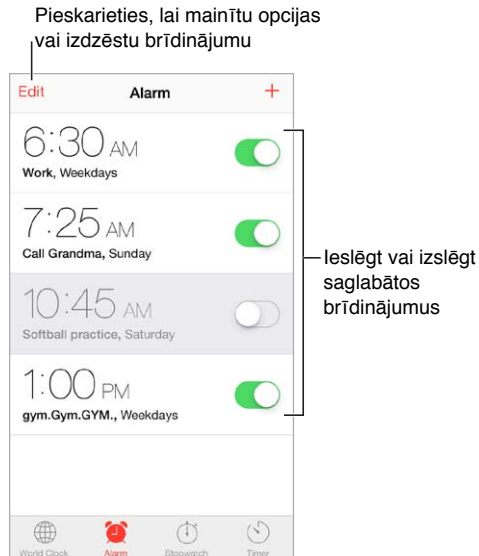 Pieskarieties, lai mainītu opcijas
vai izdzēstu brīdinājumu
Edit Alarm +
6:30 AM
Work, Weekdays
7:25 AM
Call Grandma, Sunday
10:45 AM
Softball practice, Saturday
1:00 PM
gym.Gym.GYM., Weekdays
Ieslēgt vai izslēgt
saglabātos
brīdinājumus
World Clock Alarm Stopwatch Timer